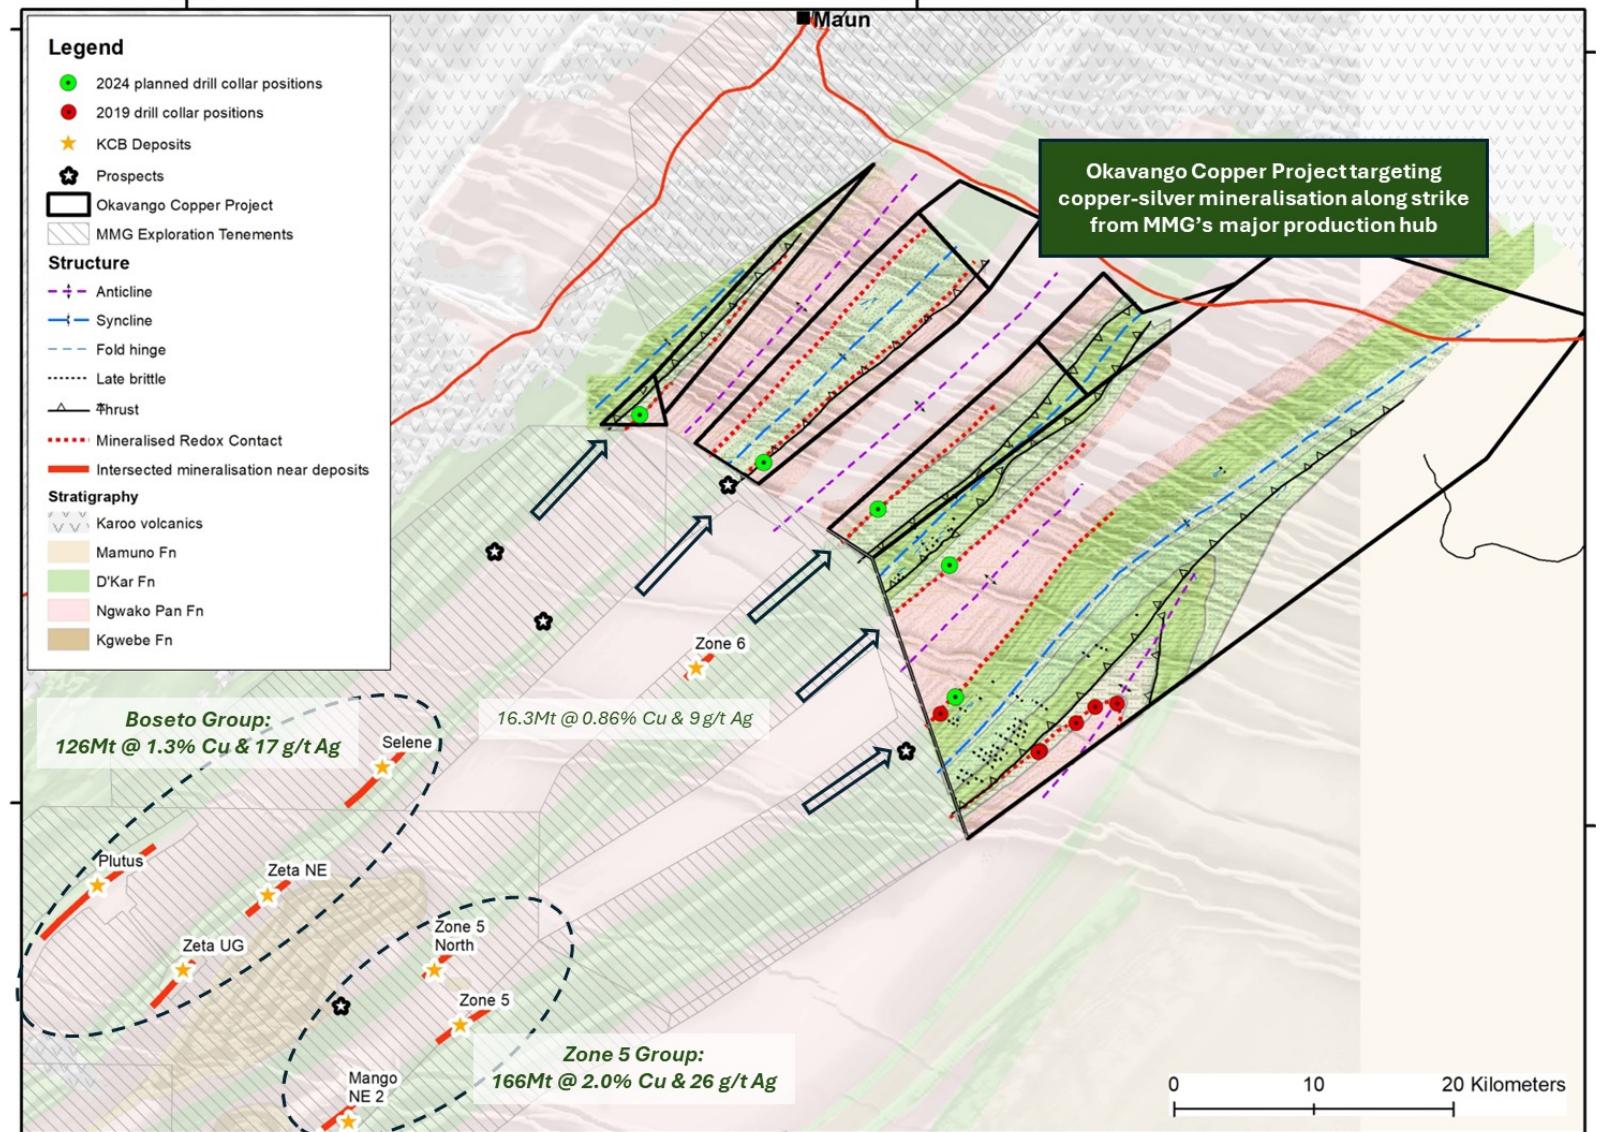 Maun
Legend
2024 planned drill collar positions
2019 drill collar positions
KCB Deposits
Prospects
Okavango Copper Project
MMG Exploration Tenements
Structure
Anticline
Syncline
Fold hinge
Late brittle
Thrust
Mineralised Redox Contact
Intersected mineralisation near deposits
Stratigraphy
Karoo volcanics
Mamuno Fn
D'Kar Fn
Ngwako Pan Fn
Kgwebe Fn
Okavango Copper Project targeting
copper-silver mineralisation along strike
from MMG's major production hub
Zone 6
16.3Mt @ 0.86% Cu & 9 g/t Ag
Boseto Group:
126Mt @ 1.3% Cu & 17 g/t Ag
Selene
Plutus
Zeta NE
Zeta UG
Zone 5
North
Zone 5
Mango
NE 2
Zone 5 Group:
166Mt @ 2.0% Cu & 26 g/t Ag
0 10 20 Kilometers